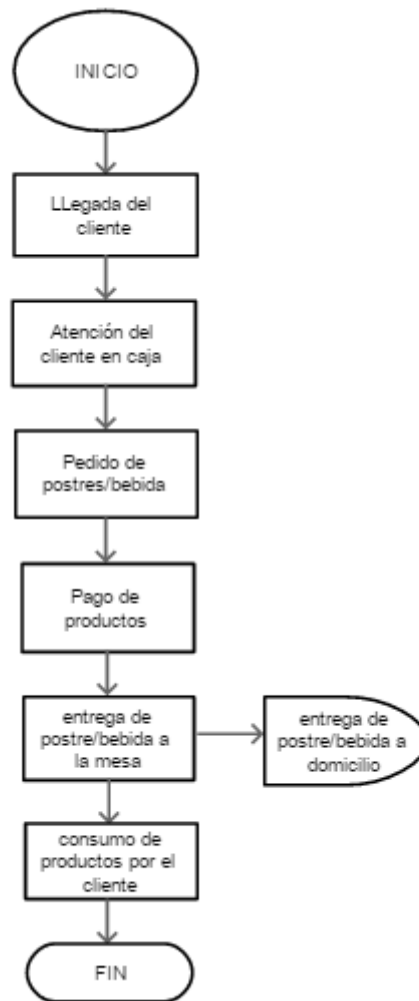 INICIO
LLegada del
cliente
Atención del
cliente en caja
Pedido de
postres/bebida
Pago de
productos
entrega de
postre/bebida a
la mesa
entrega de
postre/bebida a
domicilio
consumo de
productos por el
cliente
FIN